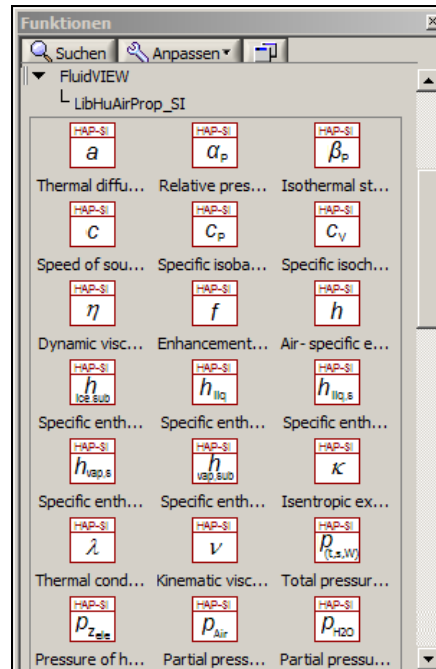 Funktionen
Suchen Anpassen
FluidVIEW
LibHuAirProp_SI
HAP-SI HAP-SI HAP-SI
a αP βP
Thermal diffu... Relative pres... Isothermal st...
HAP-SI HAP-SI HAP-SI
c cP cV
Speed of sou... Specific isoba... Specific isoch...
HAP-SI HAP-SI HAP-SI
η f h
Dynamic visc... Enhancement... Air- specific e...
HAP-SI HAP-SI HAP-SI
h ice,sub h liq h liq,s
Specific enth... Specific enth... Specific enth...
HAP-SI HAP-SI HAP-SI
h vap,s h vap,sub κ
Specific enth... Specific enth... Isentropic ex...
HAP-SI HAP-SI HAP-SI
λ ν p (t,s,W)
Thermal cond... Kinematic visc... Total pressur...
HAP-SI HAP-SI HAP-SI
p Zele p Air p H2O
Pressure of h... Partial press... Partial pressu...